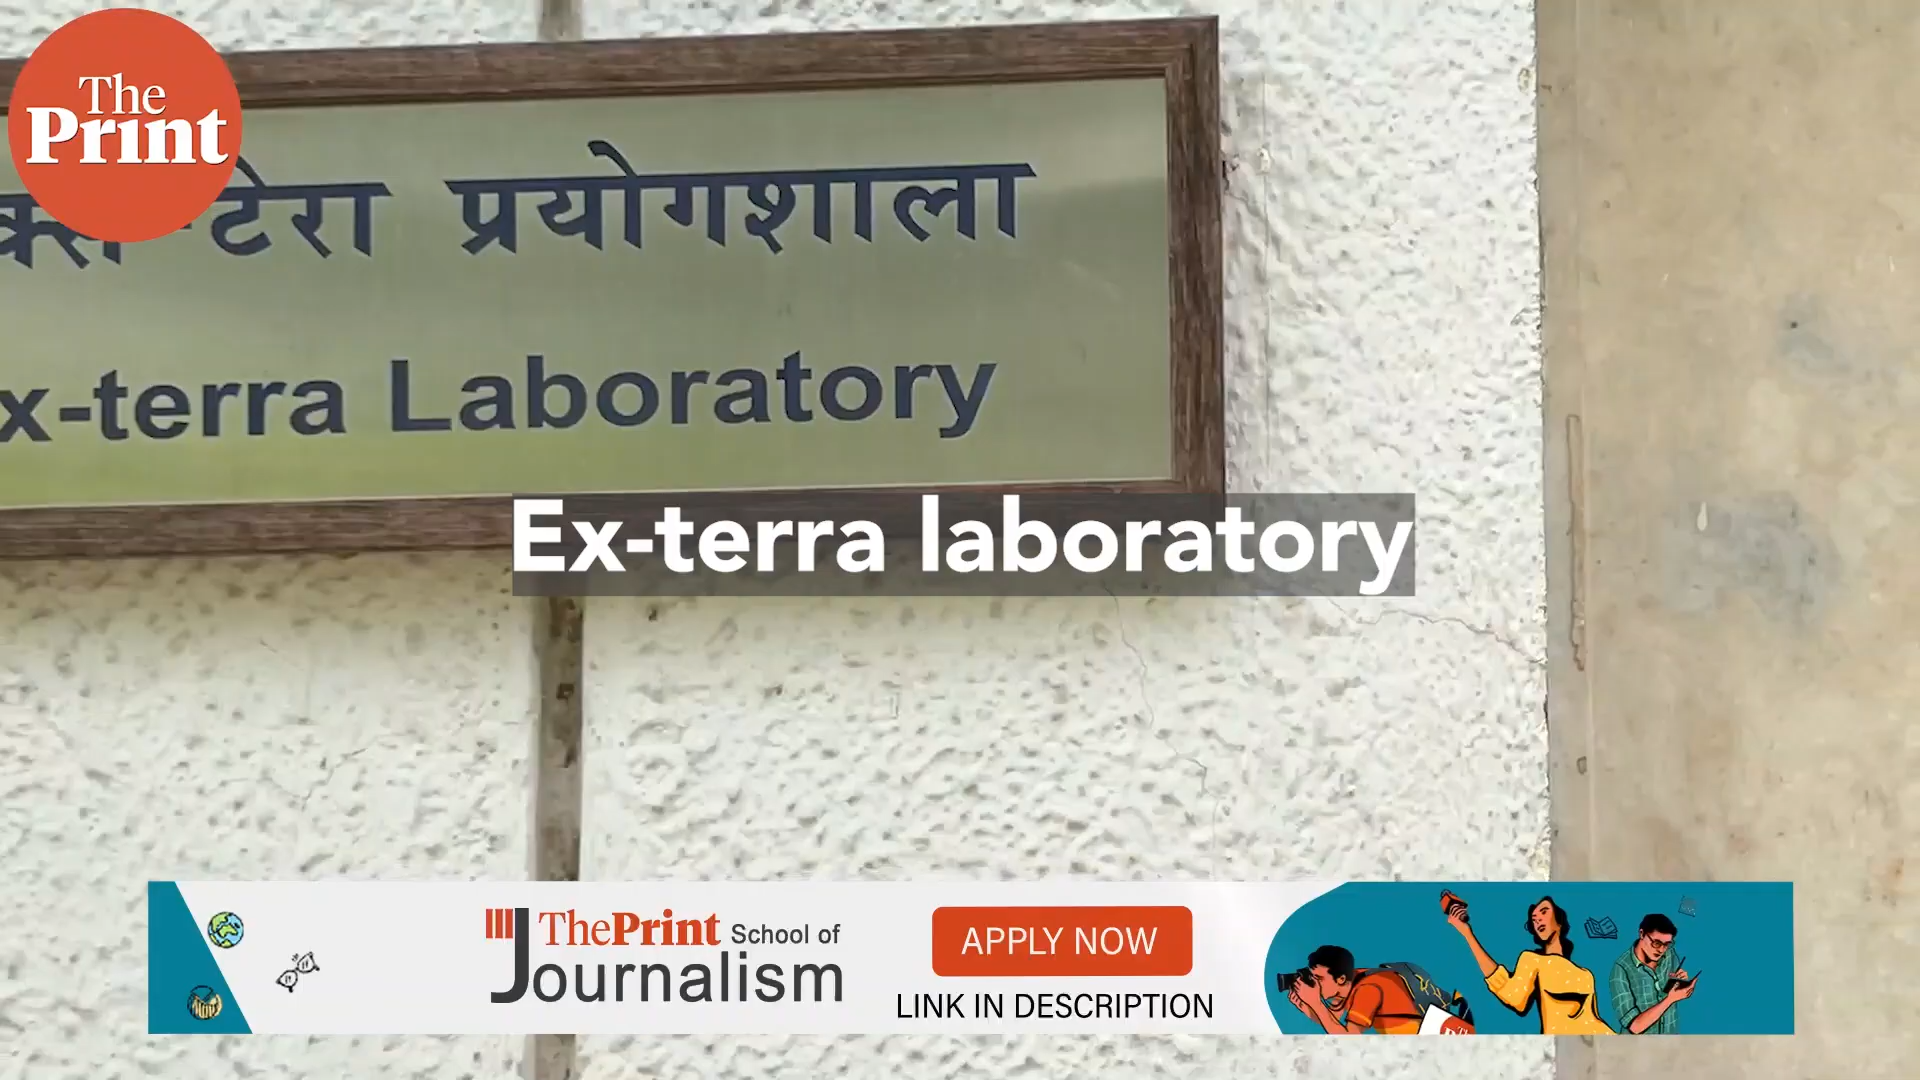 The
Print
टेरा प्रयोगशाला
x-terra Laboratory
Ex-terra laboratory
ThePrint School of
Journalism
APPLY NOW
LINK IN DESCRIPTION